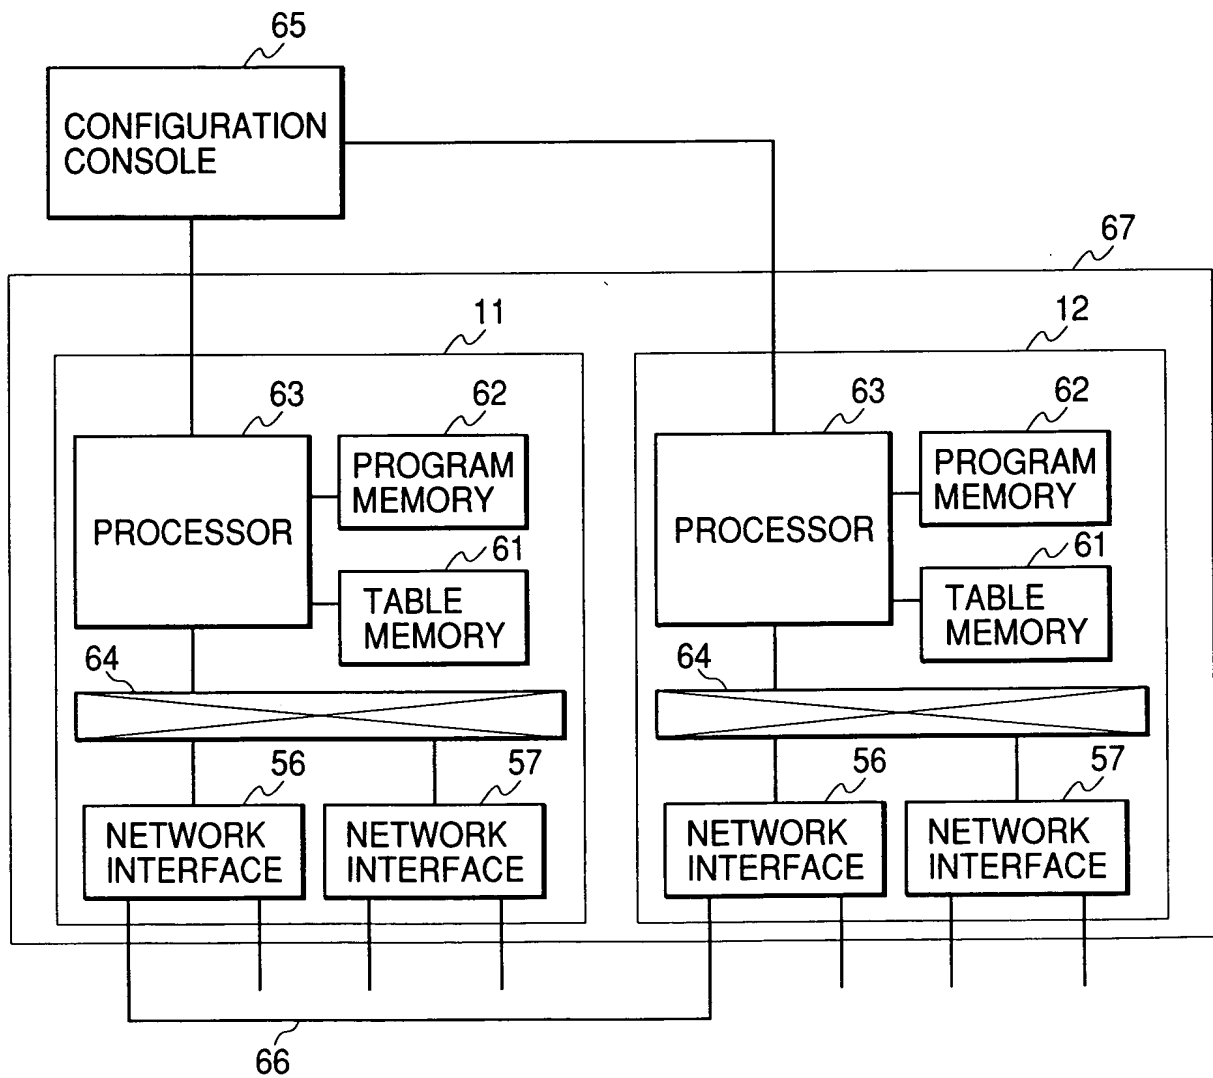 65
CONFIGURATION
CONSOLE
67
11
12
63
62
63
62
PROCESSOR
PROGRAM
MEMORY
PROCESSOR
PROGRAM
MEMORY
61
61
TABLE
MEMORY
TABLE
MEMORY
64
64
56
57
56
57
NETWORK
INTERFACE
NETWORK
INTERFACE
NETWORK
INTERFACE
NETWORK
INTERFACE
66